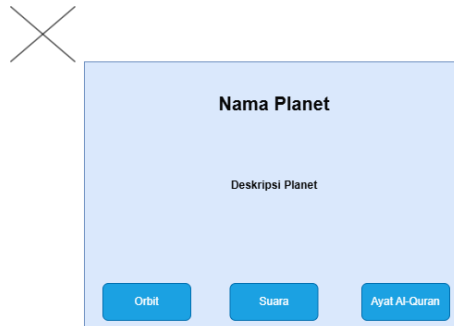 Nama Planet
Deskripsi Planet
Orbit
Suara
Ayat Al-Quran